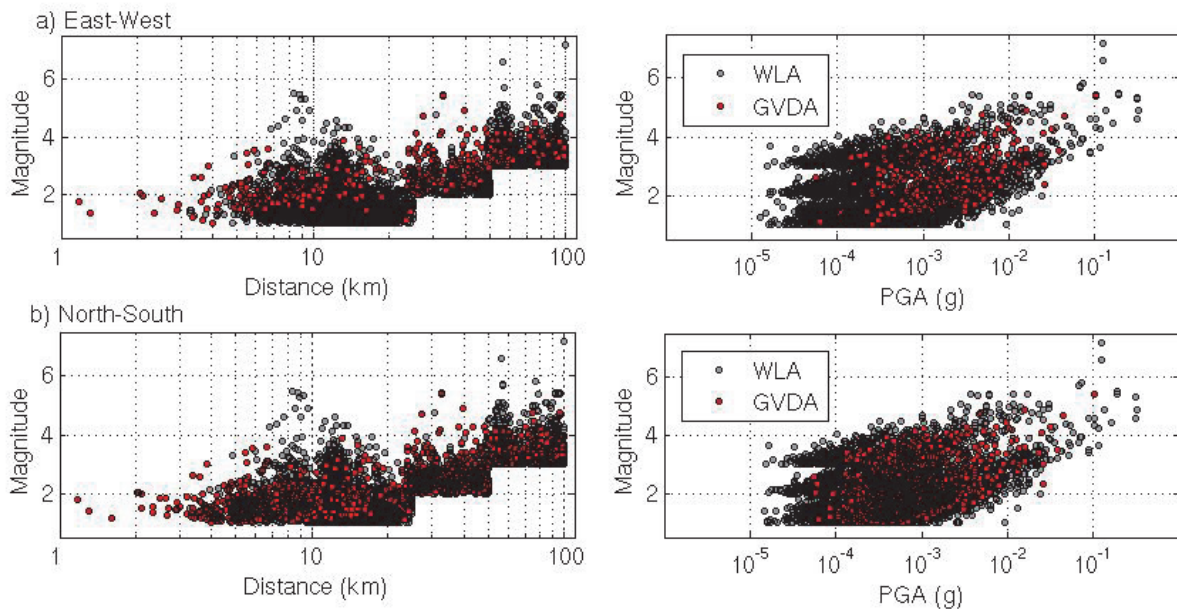 a) East-West
6
4
2
Magnitude
1
10
100
Distance (km)
WLA
GVDA
6
4
2
Magnitude
10-5
10-4
10-3
10-2
10-1
PGA (g)
b) North-South
6
4
2
Magnitude
1
10
100
Distance (km)
WLA
GVDA
6
4
2
Magnitude
10-5
10-4
10-3
10-2
10-1
PGA (g)